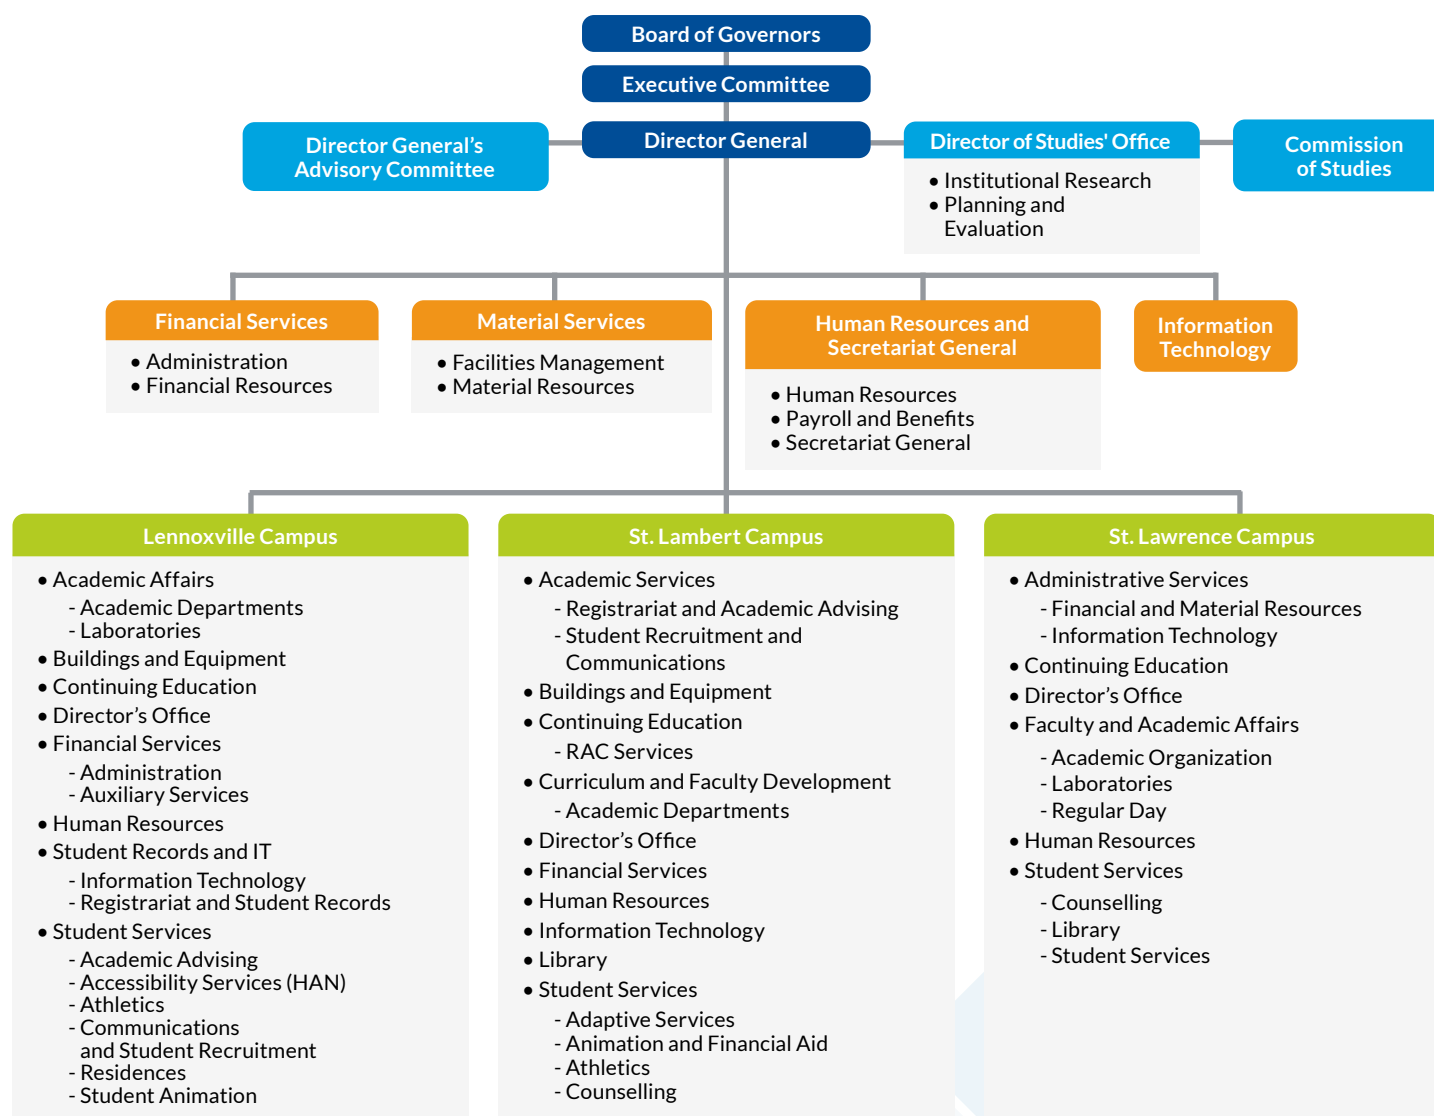 Board of Governors
Executive Committee
Director General's
Advisory Committee
Director General
Director of Studies' Office
• Institutional Research
• Planning and
Evaluation
Commission
of Studies
Financial Services
• Administration
• Financial Resources
Material Services
• Facilities Management
• Material Resources
Human Resources and
Secretariat General
• Human Resources
• Payroll and Benefits
• Secretariat General
Information
Technology
Lennoxville Campus
• Academic Affairs
- Academic Departments
- Laboratories
• Buildings and Equipment
• Continuing Education
• Director's Office
• Financial Services
- Administration
- Auxiliary Services
• Human Resources
• Student Records and IT
- Information Technology
- Registrariat and Student Records
• Student Services
- Academic Advising
- Accessibility Services (HAN)
- Athletics
- Communications
and Student Recruitment
- Residences
- Student Animation
St. Lambert Campus
• Academic Services
- Registrariat and Academic Advising
- Student Recruitment and
Communications
• Buildings and Equipment
• Continuing Education
- RAC Services
• Curriculum and Faculty Development
- Academic Departments
• Director's Office
• Financial Services
• Human Resources
• Information Technology
• Library
• Student Services
- Adaptive Services
- Animation and Financial Aid
- Athletics
- Counselling
St. Lawrence Campus
• Administrative Services
- Financial and Material Resources
- Information Technology
• Continuing Education
• Director's Office
• Faculty and Academic Affairs
- Academic Organization
- Laboratories
- Regular Day
• Human Resources
• Student Services
- Counselling
- Library
- Student Services